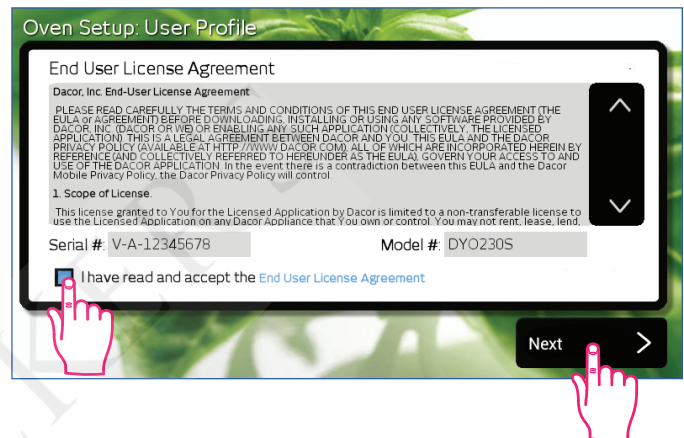 Oven Setup: User Profile
End User License Agreement
Dacor, Inc. End-User License Agreement
PLEASE READ CAREFULLY THE TERMS AND CONDITIONS OF THIS END USER LICENSE AGREEMENT (THE
EULA or AGREEMENT) BEFORE DOWNLOADING, INSTALLING OR USING ANY SOFTWARE PROVIDED BY
DACOR, INC. (DACOR OR WE) OR ENABLING ANY SUCH APPLICATION (COLLECTIVELY, THE LICENSED
APPLICATION). THIS IS A LEGAL AGREEMENT BETWEEN DACOR AND YOU. THIS EULA AND THE DACOR
PRIVACY POLICY (AVAILABLE AT HTTP://WWW.DACOR.COM), ALL OF WHICH ARE INCORPORATED HEREIN BY
REFERENCE (AND COLLECTIVELY REFERRED TO HEREUNDER AS THE EULA), GOVERN YOUR ACCESS TO AND
USE OF THE DACOR APPLICATION. In the event there is a contradiction between this EULA and the Dacor
Mobile Privacy Policy, the Dacor Privacy Policy will control.
1. Scope of License.
This license granted to You for the Licensed Application by Dacor is limited to a non-transferable license to
use the Licensed Application on any Dacor Appliance that You own or control. You may not rent, lease, lend,
Serial #: V-A-12345678 Model #: DYO230S
I have read and accept the End User License Agreement
Next